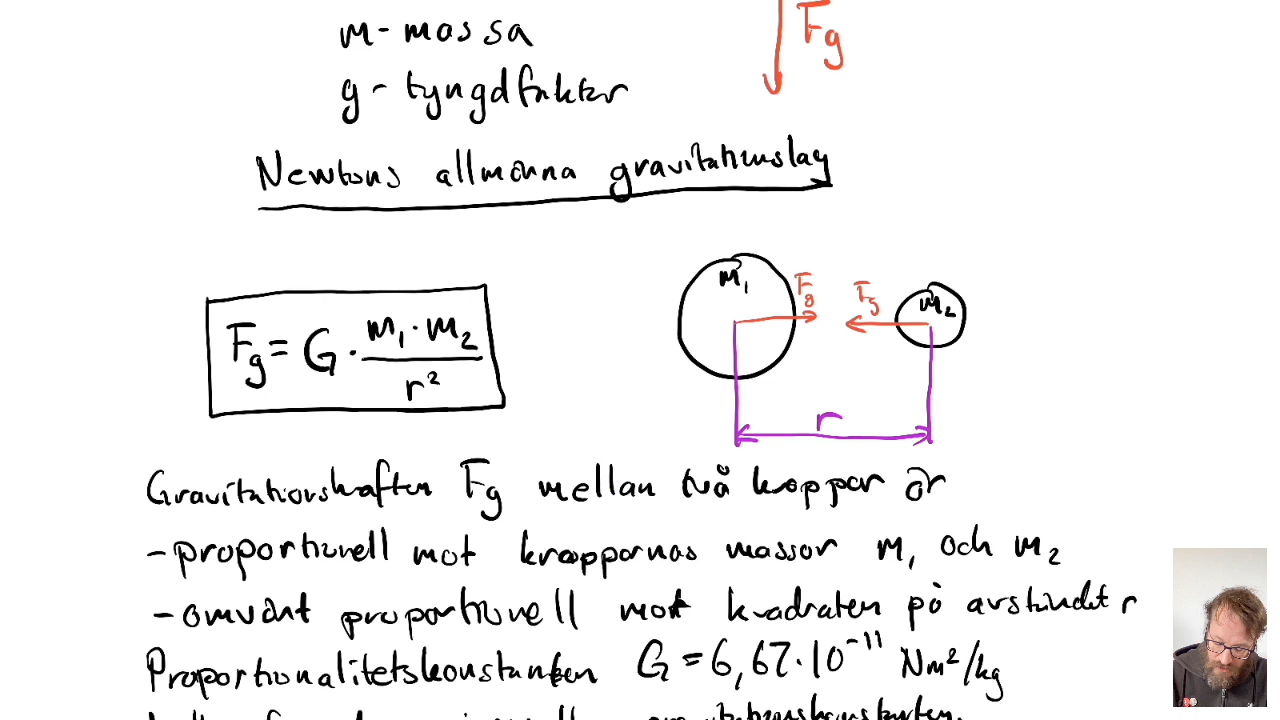 m - massa
Fg
g - tyngdfaktor
Newtons allmänna gravitationslag
m₁ Fg Fg m₂
Fg = G · m₁ · m₂ / r²
r
Gravitationskraften Fg mellan två kroppar är
- proportionell mot kropparnas massor m₁ och m₂
- omvänt proportionell mot kvadraten på avståndet r
Proportionalitetskonstanten G = 6,67 · 10⁻¹¹ Nm²/kg
gravitationskonstanten.